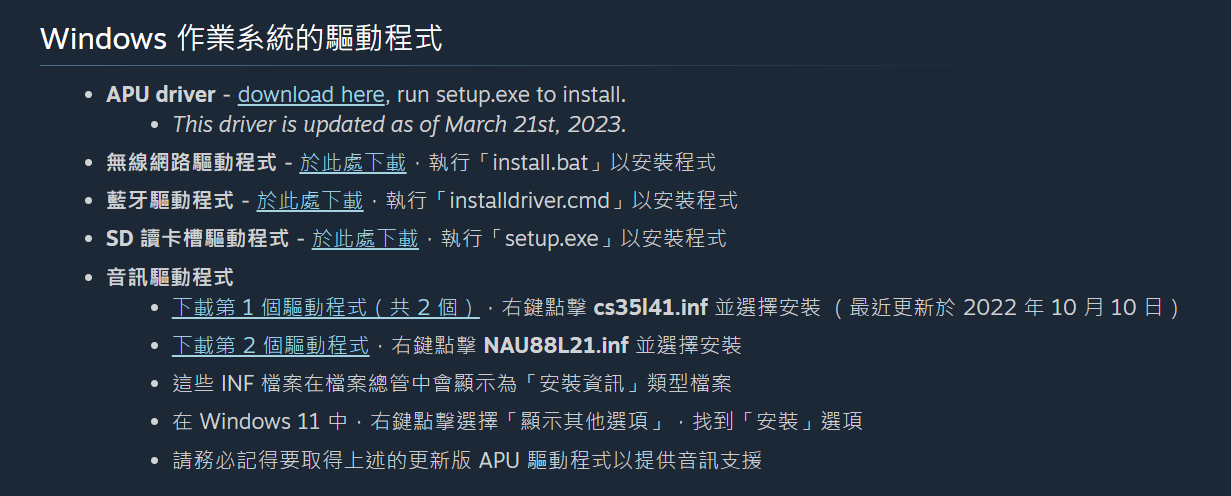 Windows 作業系統的驅動程式
APU driver - download here, run setup.exe to install.
This driver is updated as of March 21st, 2023.
無線網路驅動程式 - 於此處下載，執行「install.bat」以安裝程式
藍牙驅動程式 - 於此處下載，執行「installdriver.cmd」以安裝程式
SD 讀卡槽驅動程式 - 於此處下載，執行「setup.exe」以安裝程式
音訊驅動程式
下載第 1 個驅動程式（共 2 個），右鍵點擊 cs35l41.inf 並選擇安裝 （最近更新於 2022 年 10 月 10 日）
下載第 2 個驅動程式，右鍵點擊 NAU88L21.inf 並選擇安裝
這些 INF 檔案在檔案總管中會顯示為「安裝資訊」類型檔案
在 Windows 11 中，右鍵點擊選擇「顯示其他選項」，找到「安裝」選項
請務必記得要取得上述的更新版 APU 驅動程式以提供音訊支援